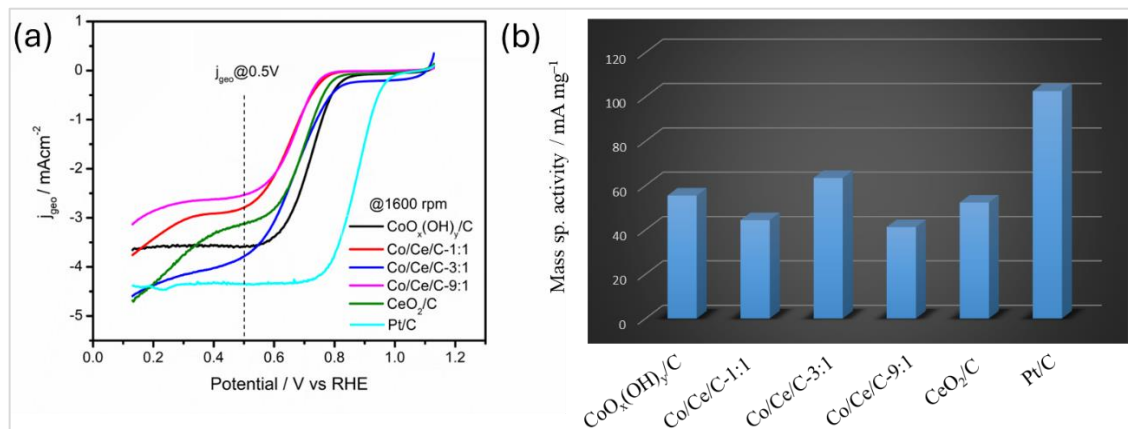 (a)
j_geo@0.5V
j_geo / mAcm⁻²
1
0
-1
-2
-3
-4
-5
@1600 rpm
CoOₓ(OH)ᵧ/C
Co/Ce/C-1:1
Co/Ce/C-3:1
Co/Ce/C-9:1
CeO₂/C
Pt/C
0.0 0.2 0.4 0.6 0.8 1.0 1.2
Potential / V vs RHE
(b)
Mass sp. activity / mA mg⁻¹
120
100
80
60
40
20
0
CoOₓ(OH)ᵧ/C
Co/Ce/C-1:1
Co/Ce/C-3:1
Co/Ce/C-9:1
CeO₂/C
Pt/C